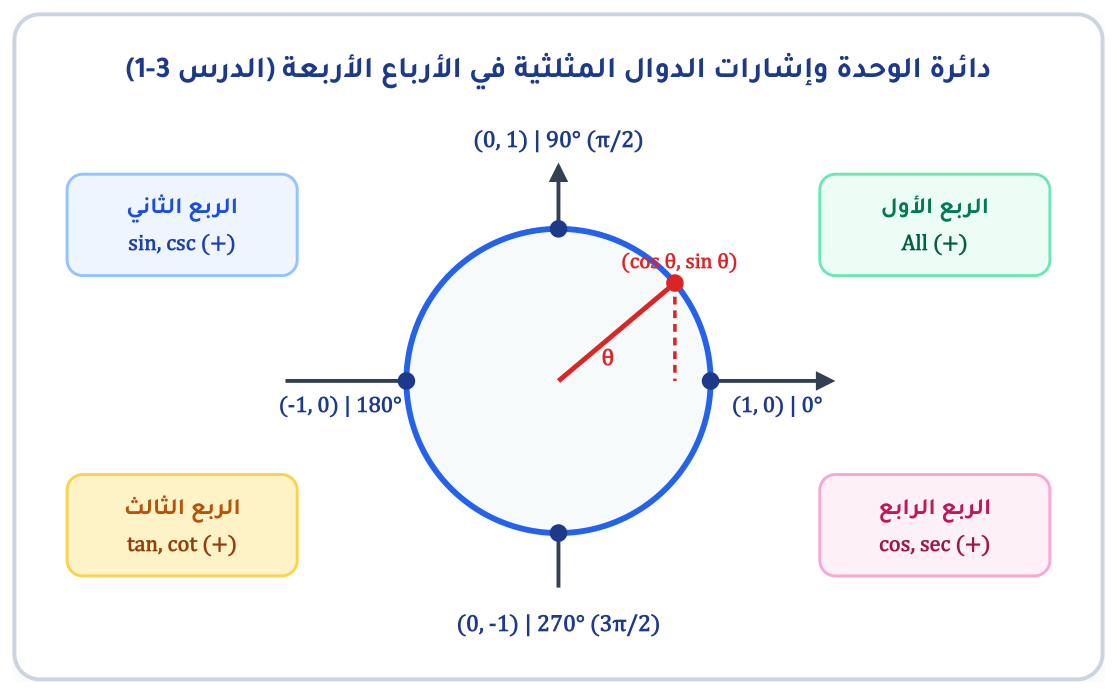 دائرة الوحدة وإشارات الدوال المثلثية في الأرباع الأربعة (الدرس 3-1)
(0, 1) | 90° (π/2)
الربع الأول
All (+)
الربع الثاني
sin, csc (+)
(cos θ, sin θ)
θ
(1, 0) | 0°
(-1, 0) | 180°
الربع الرابع
cos, sec (+)
الربع الثالث
tan, cot (+)
(0, -1) | 270° (3π/2)